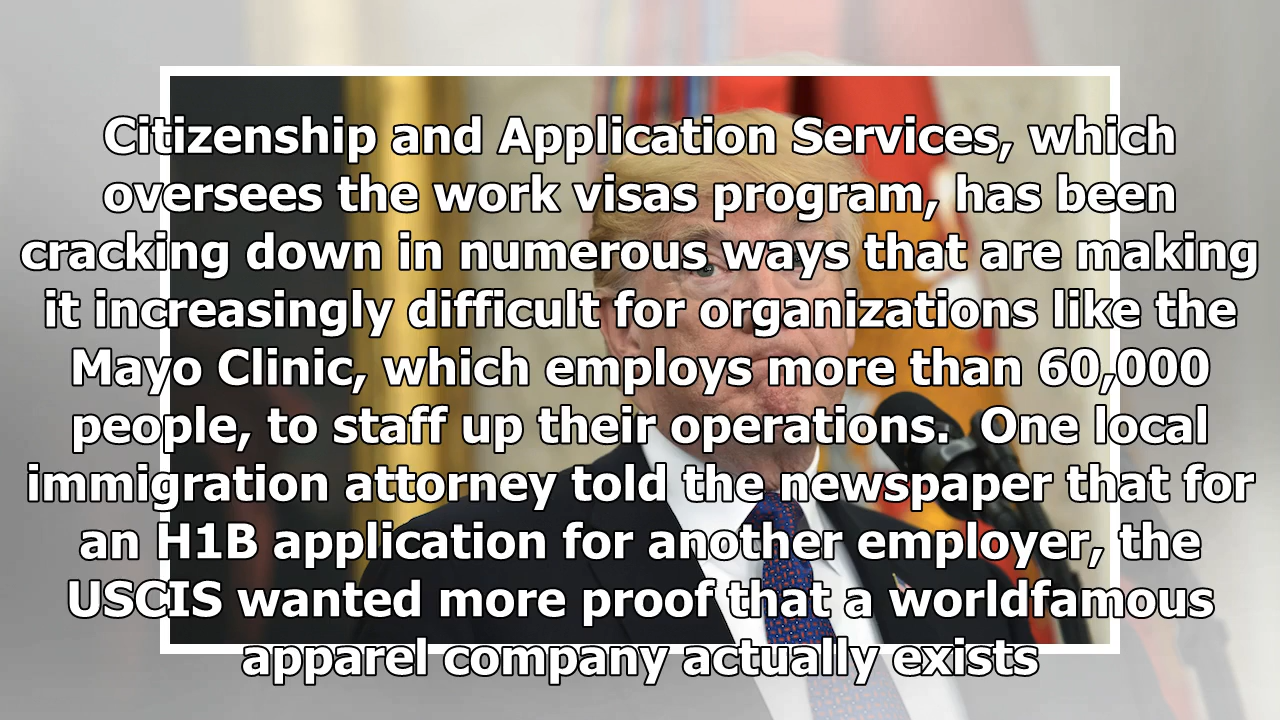 Citizenship and Application Services, which
oversees the work visas program, has been
cracking down in numerous ways that are making
it increasingly difficult for organizations like the
Mayo Clinic, which employs more than 60,000
people, to staff up their operations.  One local
immigration attorney told the newspaper that for
an H1B application for another employer, the
USCIS wanted more proof that a worldfamous
apparel company actually exists